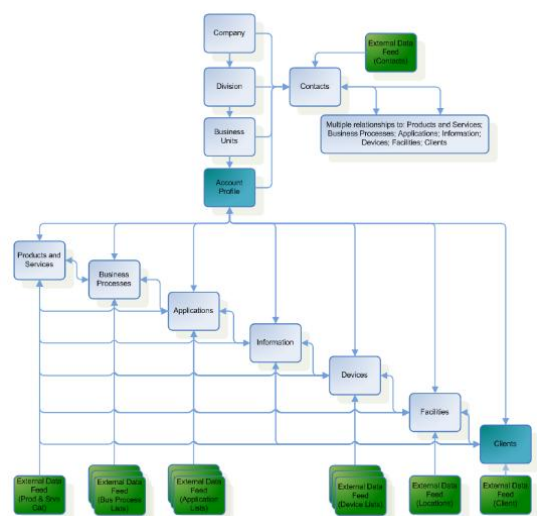 Company
External Data
Feed
(Contacts)
Division
Contacts
Business
Units
Multiple relationships to: Products and Services;
Business Processes; Applications; Information;
Devices; Facilities; Clients
Account
Profile
Products and
Services
Business
Processes
Applications
Information
Devices
Facilities
Clients
External Data
Feed
(Prod & Srvc
Cat)
External Data
Feed
(Bus Process
Lists)
External Data
Feed
(Application
Lists)
External Data
Feed
(Device Lists)
External Data
Feed
(Locations)
External Data
Feed
(Client)